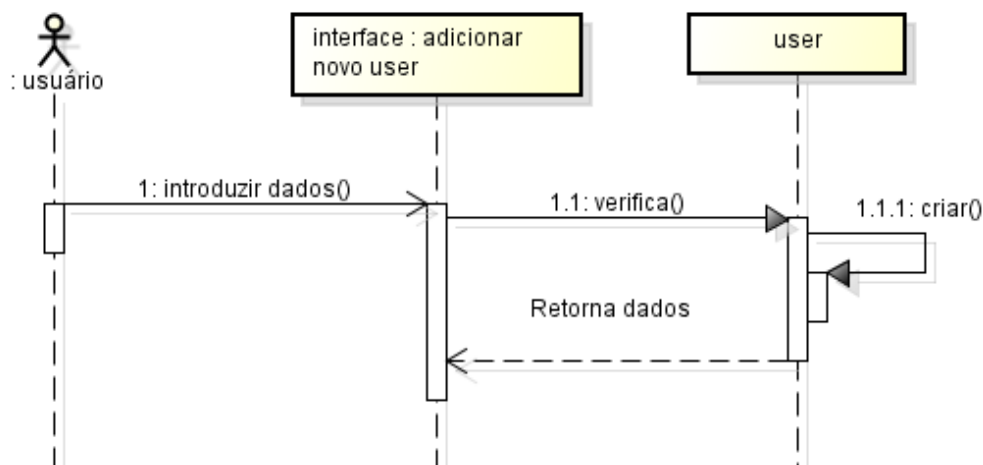 : usuário
interface : adicionar
novo user
user
1: introduzir dados()
1.1: verifica()
1.1.1: criar()
Retorna dados